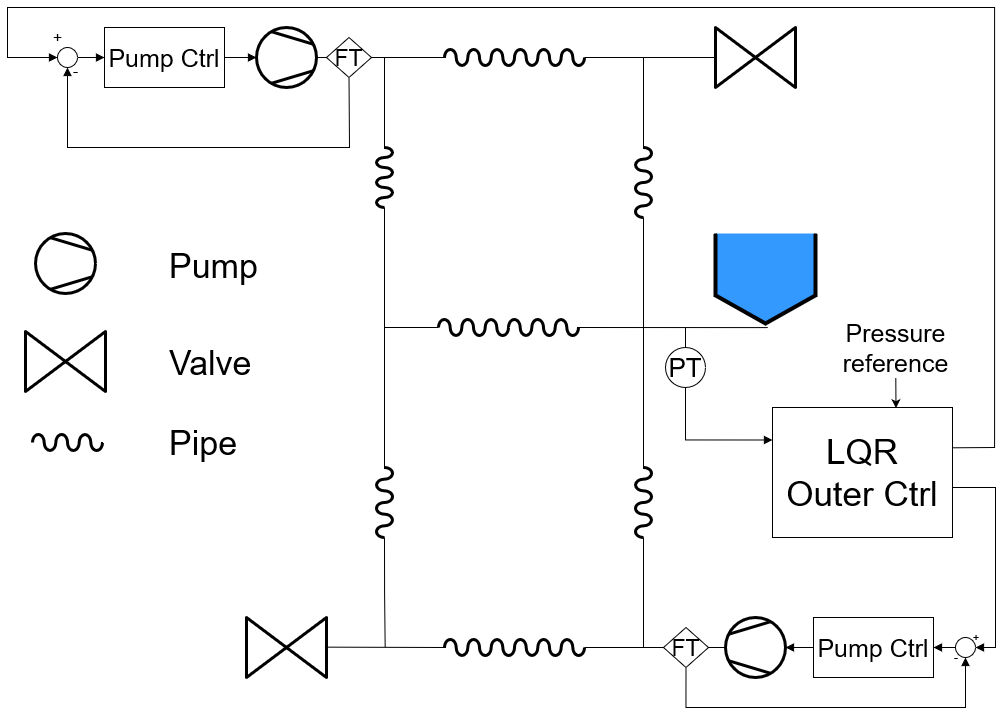 +
-
Pump Ctrl
FT
Pump
Valve
Pipe
PT
Pressure
reference
LQR
Outer Ctrl
FT
Pump Ctrl
+
-